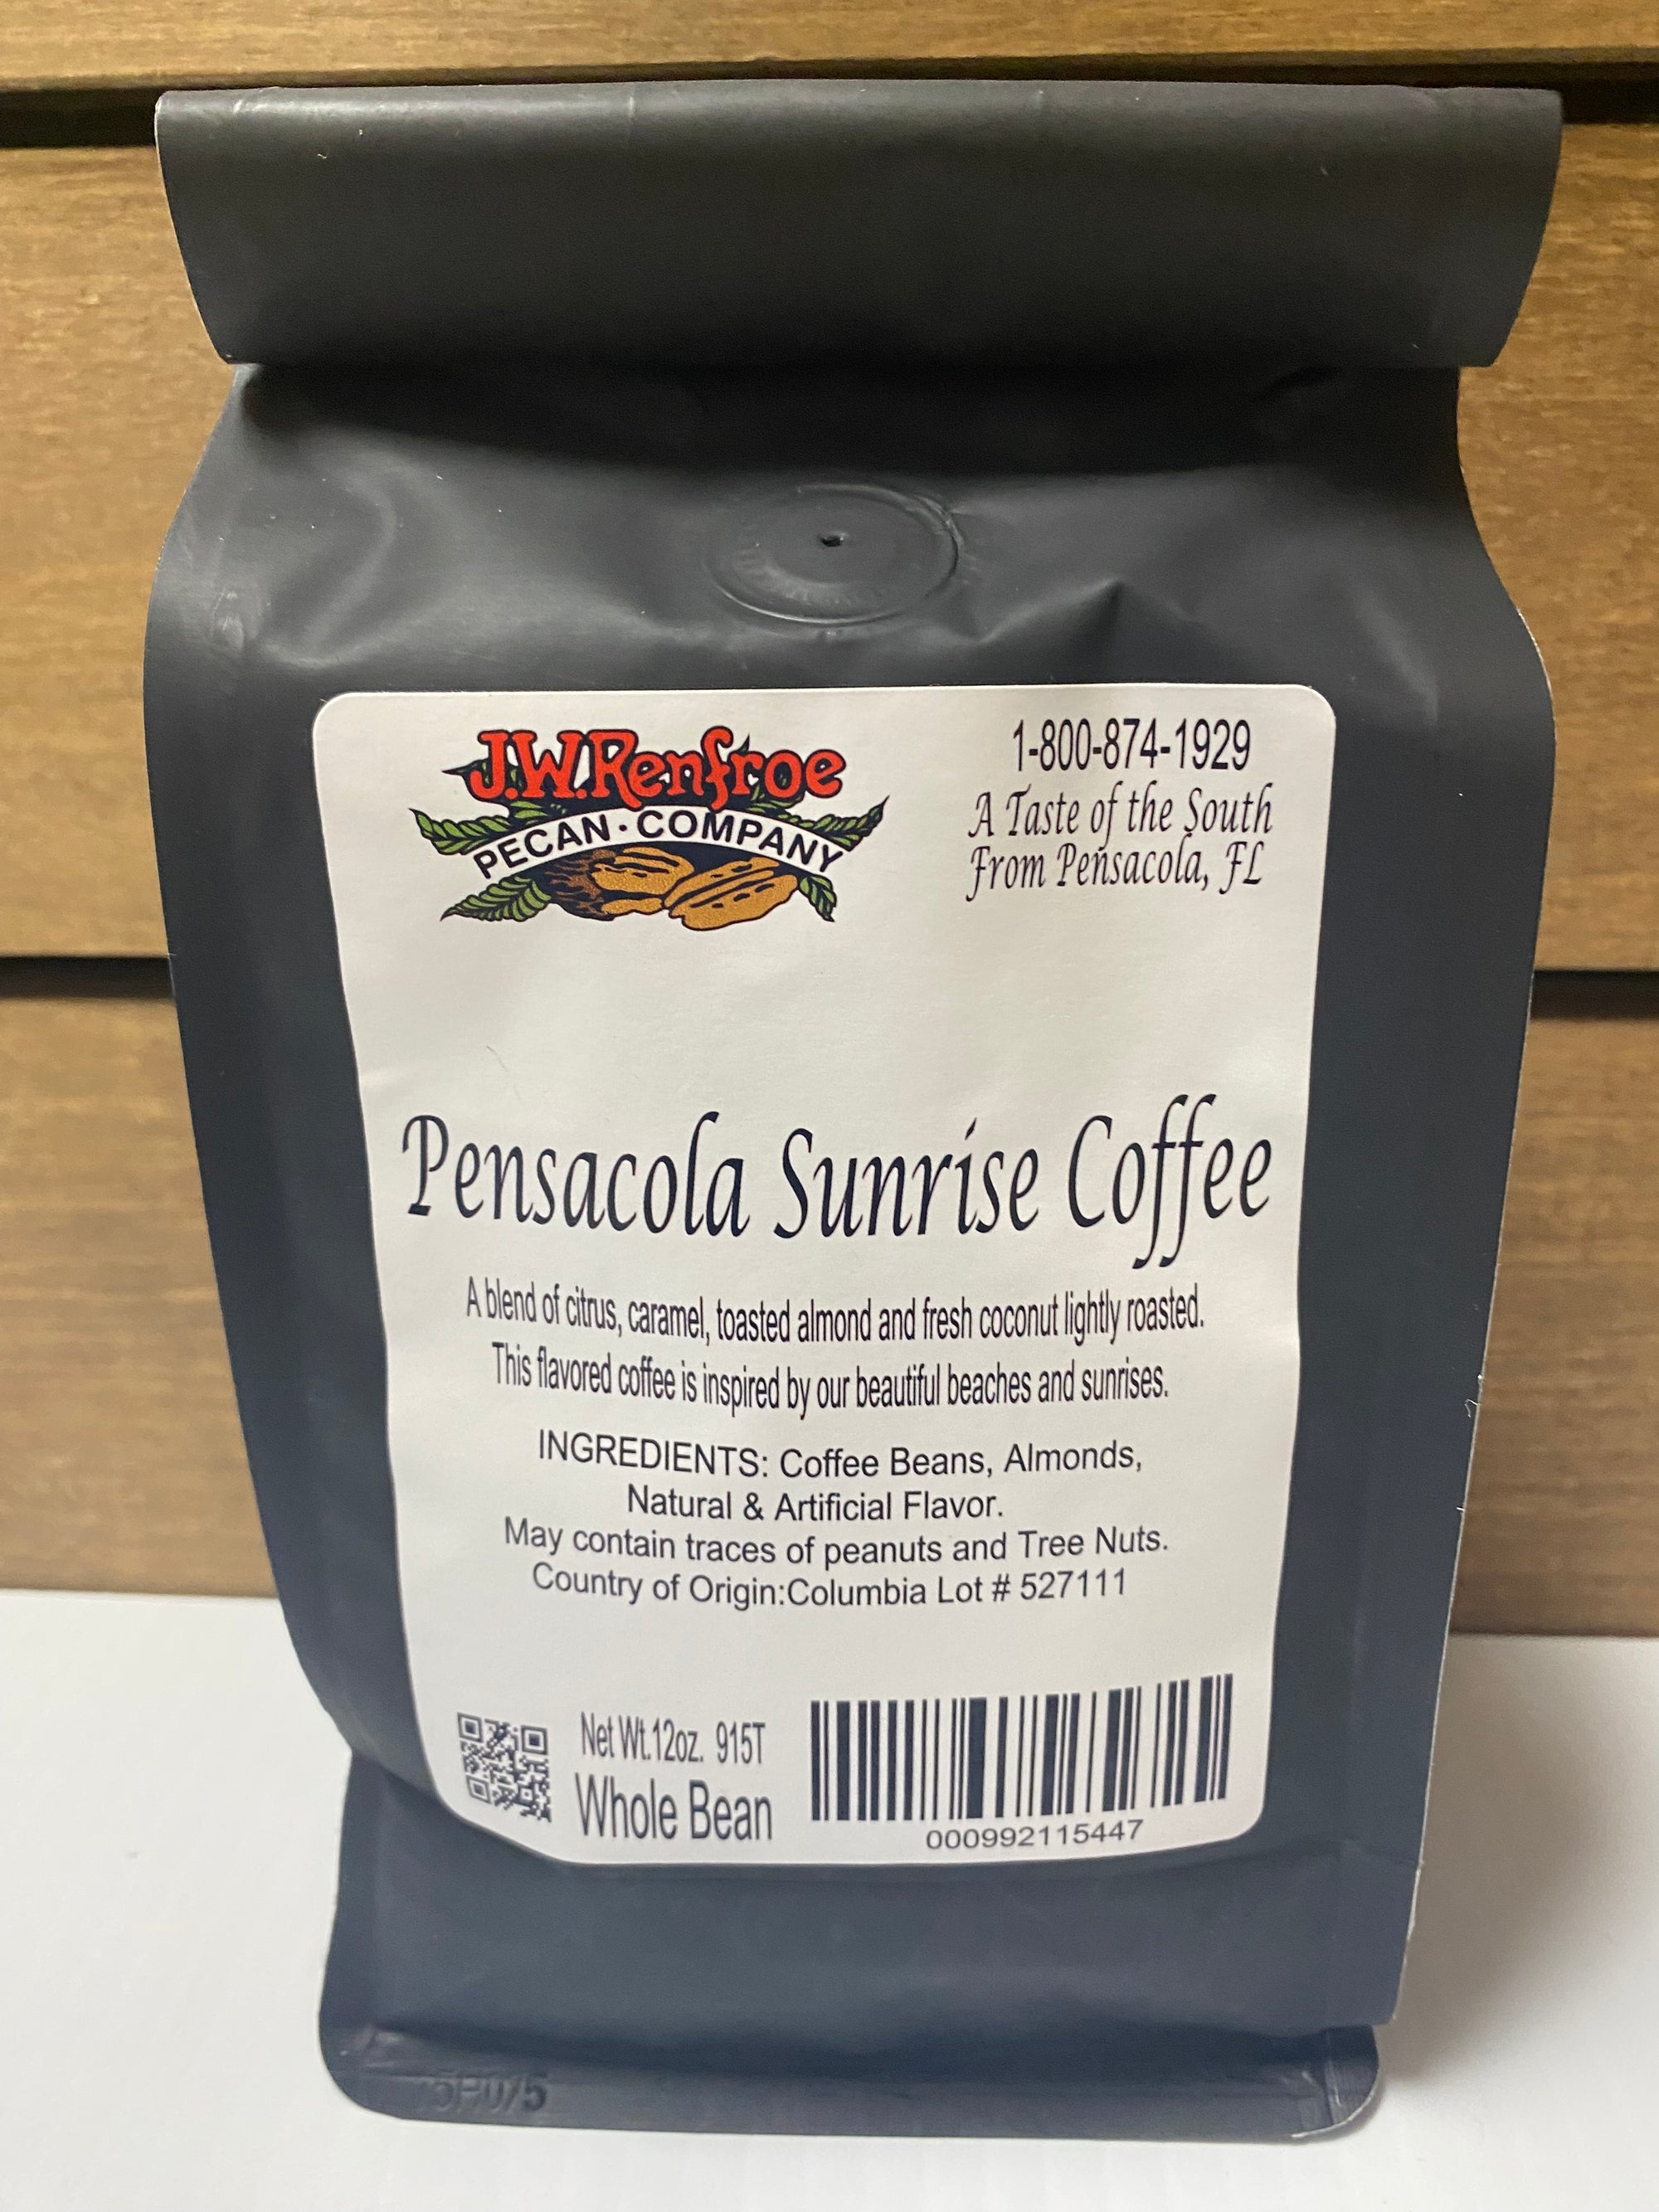 J.W.Renfroe
PECAN·COMPANY
1-800-874-1929
A Taste of the South
From Pensacola, FL
Pensacola Sunrise Coffee
A blend of citrus, caramel, toasted almond and fresh coconut lightly roasted.
This flavored coffee is inspired by our beautiful beaches and sunrises.
INGREDIENTS: Coffee Beans, Almonds,
Natural & Artificial Flavor.
May contain traces of peanuts and Tree Nuts.
Country of Origin:Columbia Lot # 527111
Net Wt.12oz. 915T
Whole Bean
000992115447